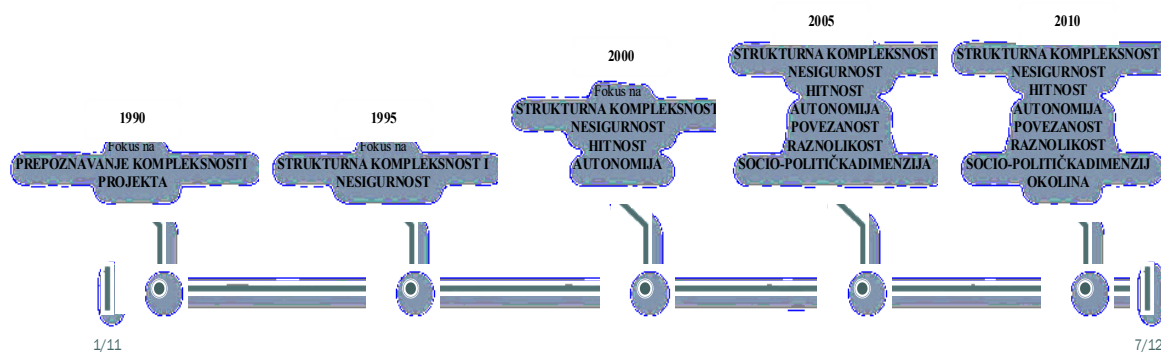 1990
Fokus na
PREPOZNAVANJE KOMPLEKSNOSTI
PROJEKTA
1995
Fokus na
STRUKTURNA KOMPLEKSNOST I
NESIGURNOST
2000
Fokus na
STRUKTURNA KOMPLEKSNOST
NESIGURNOST
HITNOST
AUTONOMIJA
2005
STRUKTURNA KOMPLEKSNOST
NESIGURNOST
HITNOST
AUTONOMIJA
POVEZANOST
RAZNOLIKOST
SOCIO-POLITIČKADIMENZIJA
2010
STRUKTURNA KOMPLEKSNOST
NESIGURNOST
HITNOST
AUTONOMIJA
POVEZANOST
RAZNOLIKOST
SOCIO-POLITIČKADIMENZIJ
OKOLINA
1/11
7/12